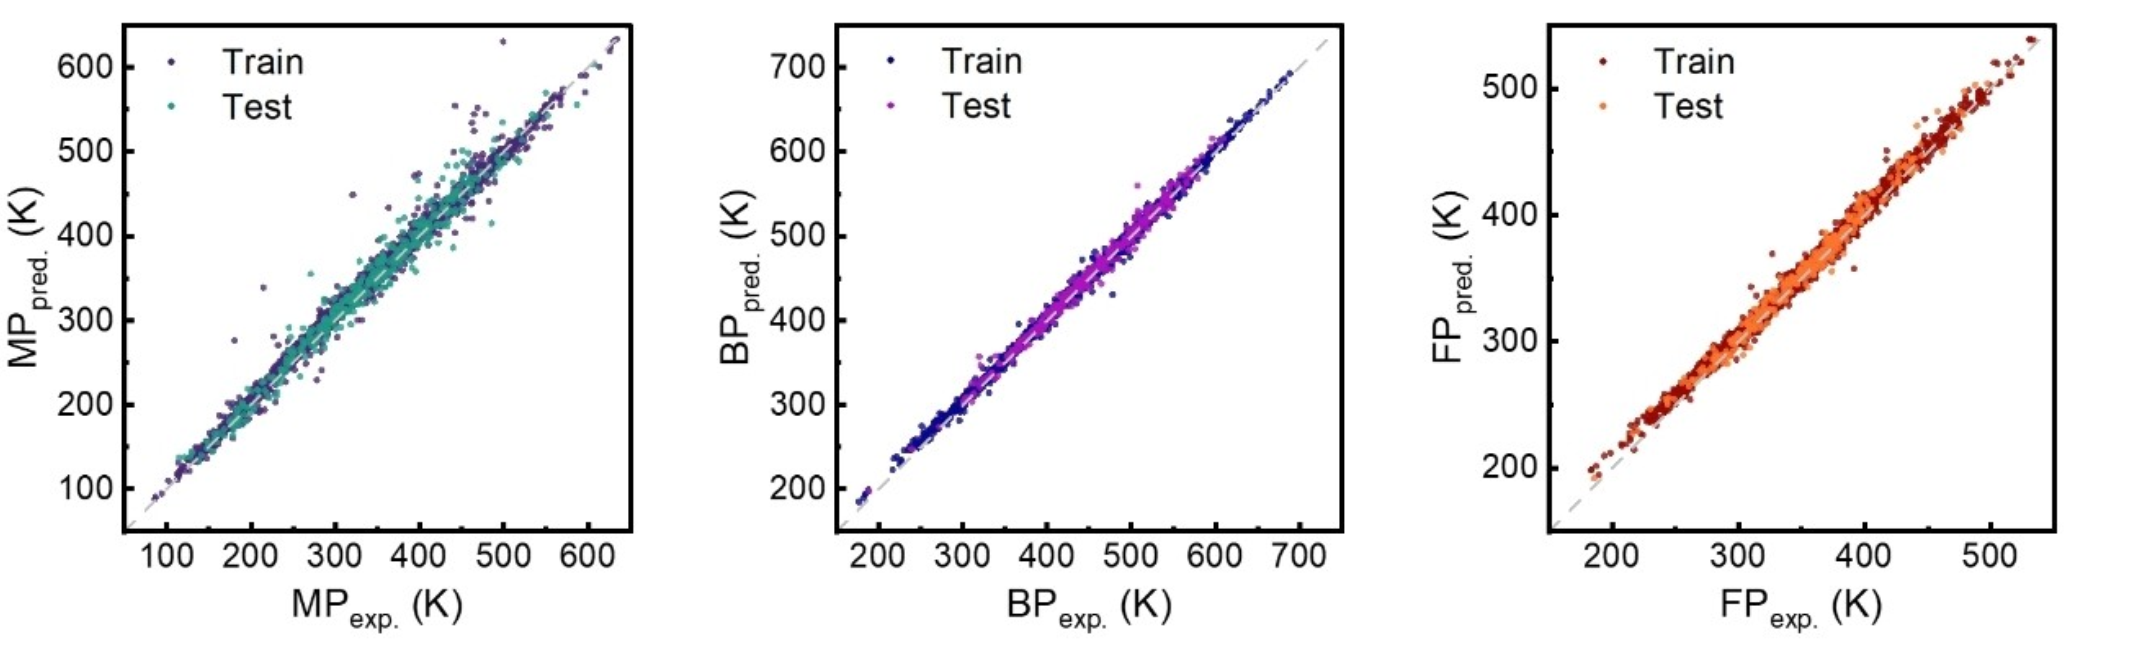 Train
Test
600
500
400
300
200
100
MPpred. (K)
100 200 300 400 500 600
MPexp. (K)
Train
Test
700
600
500
400
300
200
BPpred. (K)
200 300 400 500 600 700
BPexp. (K)
Train
Test
500
400
300
200
FPpred. (K)
200 300 400 500
FPexp. (K)